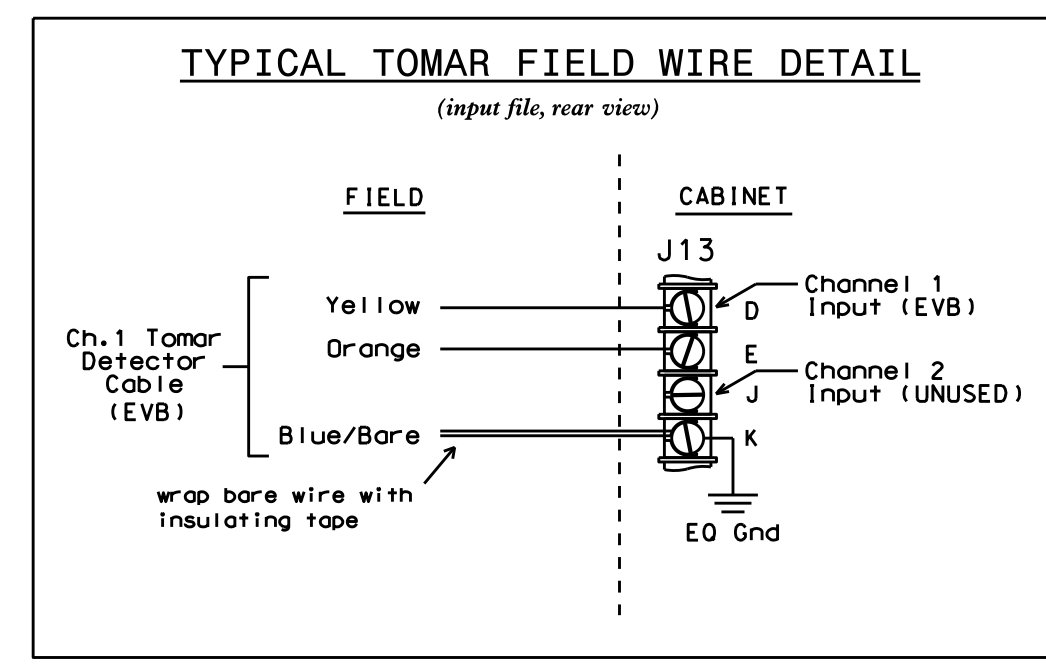 TYPICAL TOMAR FIELD WIRE DETAIL
(input file, rear view)
FIELD
CABINET
J13
Channel 1
Input (EVB)
Yellow
D
Ch.1 Tomar
Detector
Cable
(EVB)
Orange
E
Channel 2
Input (UNUSED)
J
Blue/Bare
K
wrap bare wire with
insulating tape
EQ Gnd